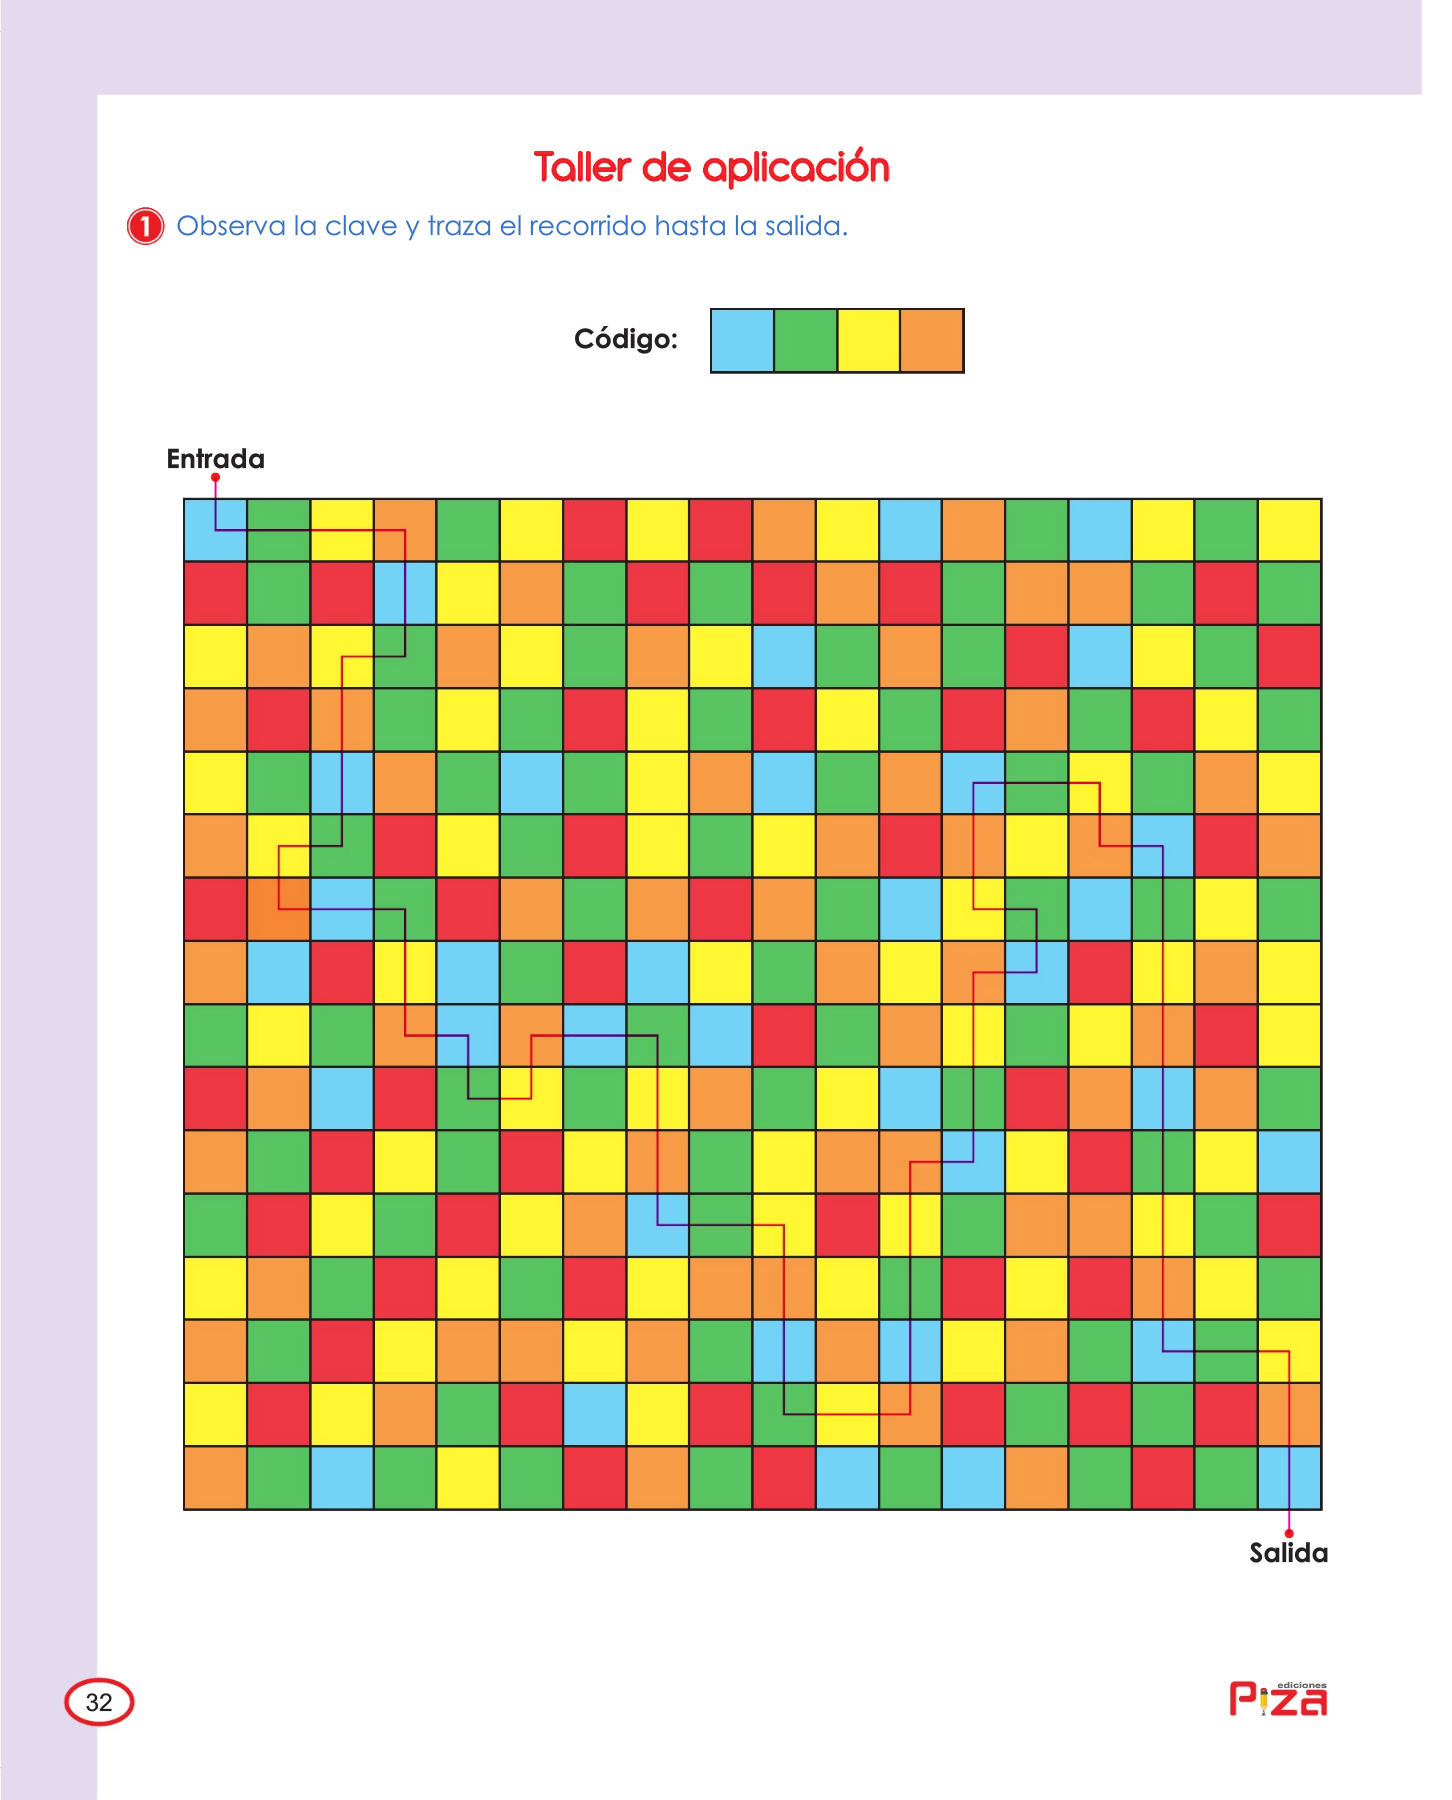 Taller de aplicación
1 Observa la clave y traza el recorrido hasta la salida.
Código:
Entrada
Salida
32
ediciones
Piza